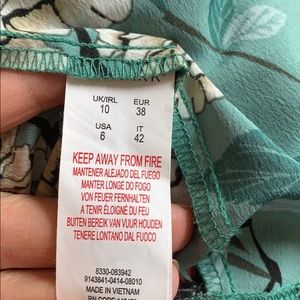 UK/IRL EUR
10 38
USA IT
6 42
KEEP AWAY FROM FIRE
MANTENER ALEJADO DEL FUEGO
MANTER LONGE DO FOGO
VON FEUER FERNHALTEN
A TENIR ÉLOIGNÉ DU FEU
BUITEN BEREIK VAN VUUR HOUDEN
TENERE LONTANO DAL FUOCO
8330-083942
9143841-0414-08010
MADE IN VIETNAM
RN CODE